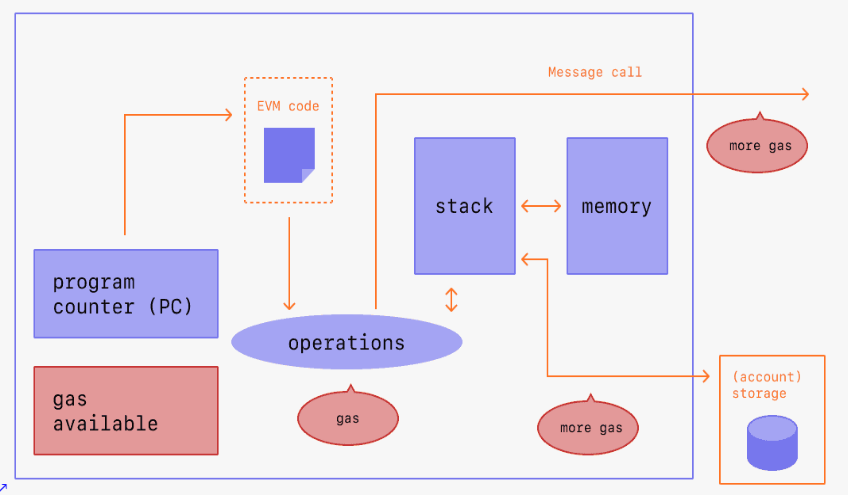 Message call
EVM code
more gas
stack
memory
program
counter (PC)
operations
(account)
storage
gas
available
gas
more gas